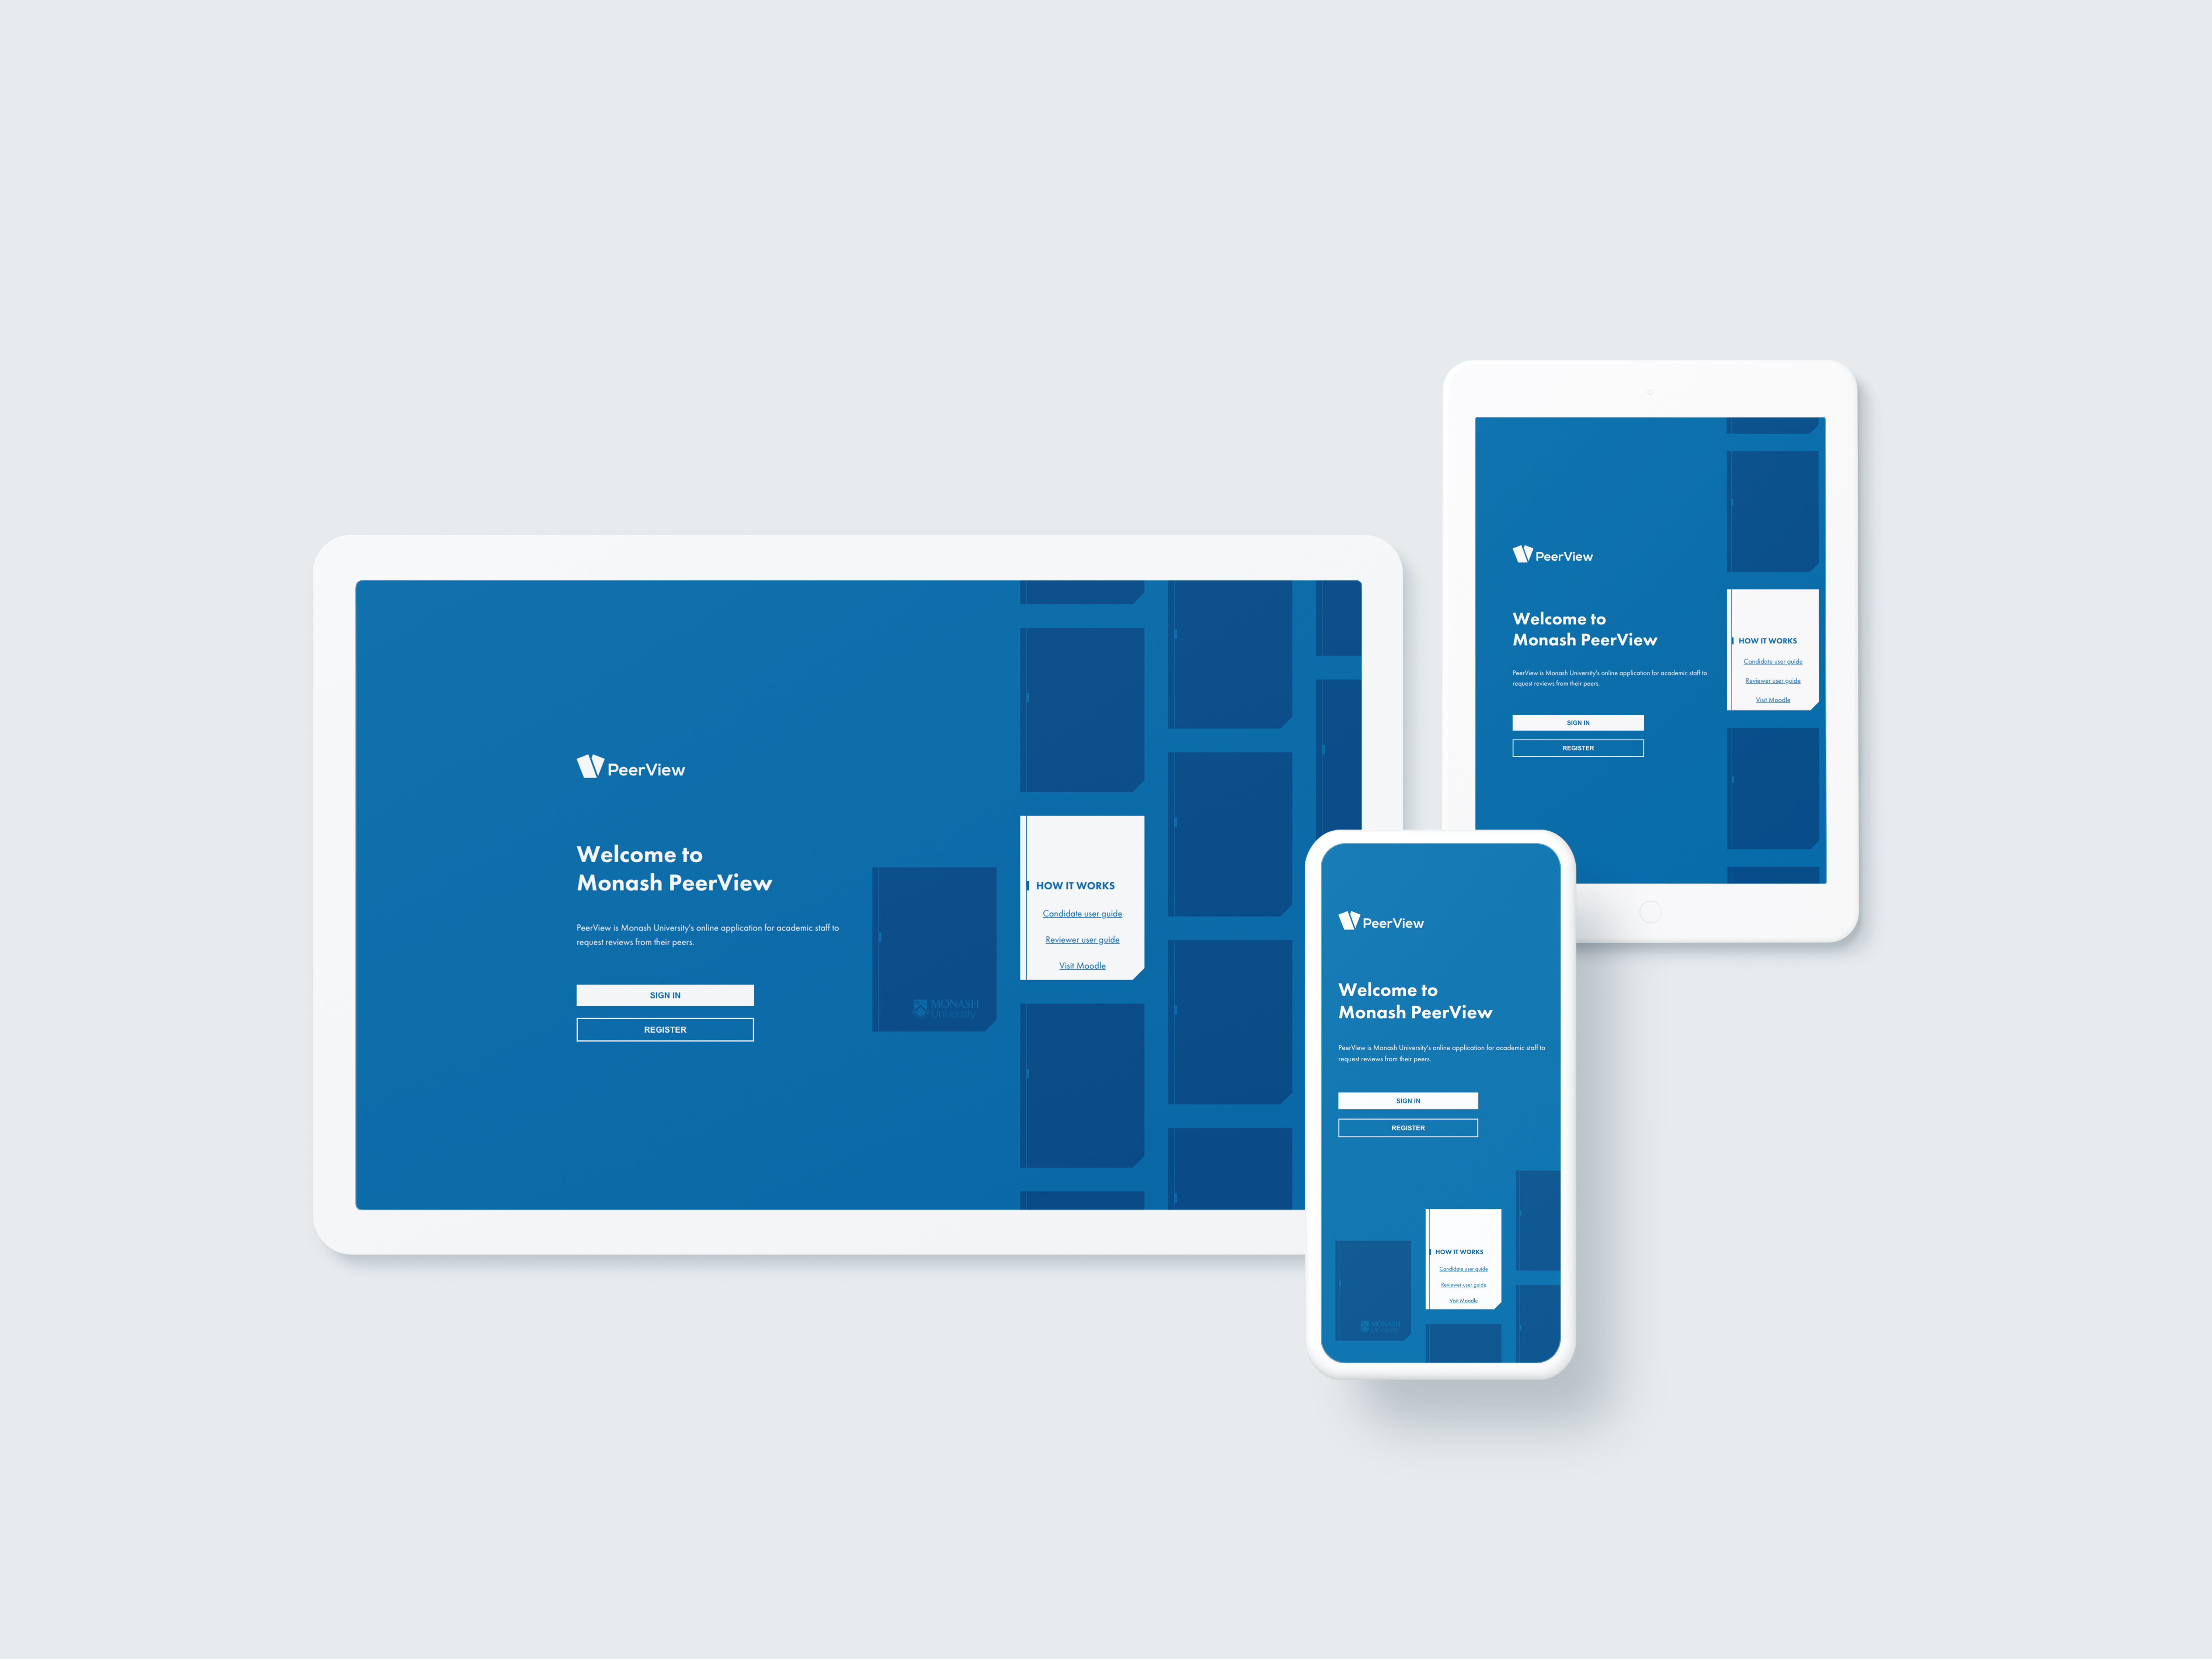 PeerView
Welcome to
Monash PeerView
PeerView is Monash University's online application for academic staff to
request reviews from their peers.
SIGN IN
REGISTER
MONASH
University
HOW IT WORKS
Candidate user guide
Reviewer user guide
Visit Moodle
PeerView
Welcome to
Monash PeerView
PeerView is Monash University's online application for academic staff to
request reviews from their peers.
SIGN IN
REGISTER
HOW IT WORKS
Candidate user guide
Reviewer user guide
Visit Moodle
PeerView
Welcome to
Monash PeerView
PeerView is Monash University's online application for academic staff to
request reviews from their peers.
SIGN IN
REGISTER
HOW IT WORKS
Candidate user guide
Reviewer user guide
Visit Moodle
MONASH
University